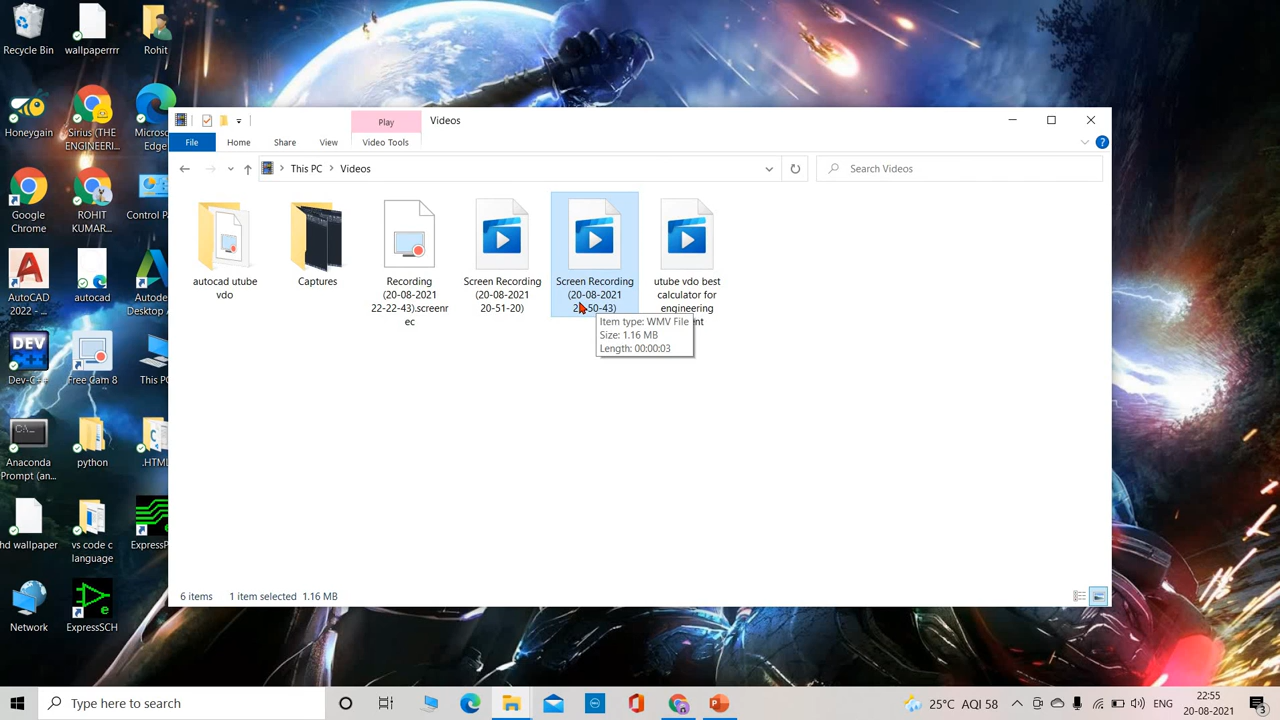 Recycle Bin
wallpaperrr
Rohit
Honeygain
Sirius (THE
ENGINEERI...
Microsoft
Edge
Google
Chrome
ROHIT
KUMAR...
Control P
AutoCAD
2022 - ...
autocad
Autodes
Desktop A
Dev-C++
Free Cam 8
This PC
Anaconda
Prompt (an...
python
.HTML
hd wallpaper
vs code c
language
ExpressP
Network
ExpressSCH
Play
Videos
File
Home
Share
View
Video Tools
This PC
Videos
Search Videos
autocad utube
vdo
Captures
Recording
(20-08-2021
22-22-43).screenr
ec
Screen Recording
(20-08-2021
20-51-20)
Screen Recording
(20-08-2021
-50-43)
utube vdo best
calculator for
engineering
nt
Item type: WMV File
Size: 1.16 MB
Length: 00:00:03
6 items
1 item selected 1.16 MB
Type here to search
25°C AQI 58
ENG
22:55
20-08-2021
3